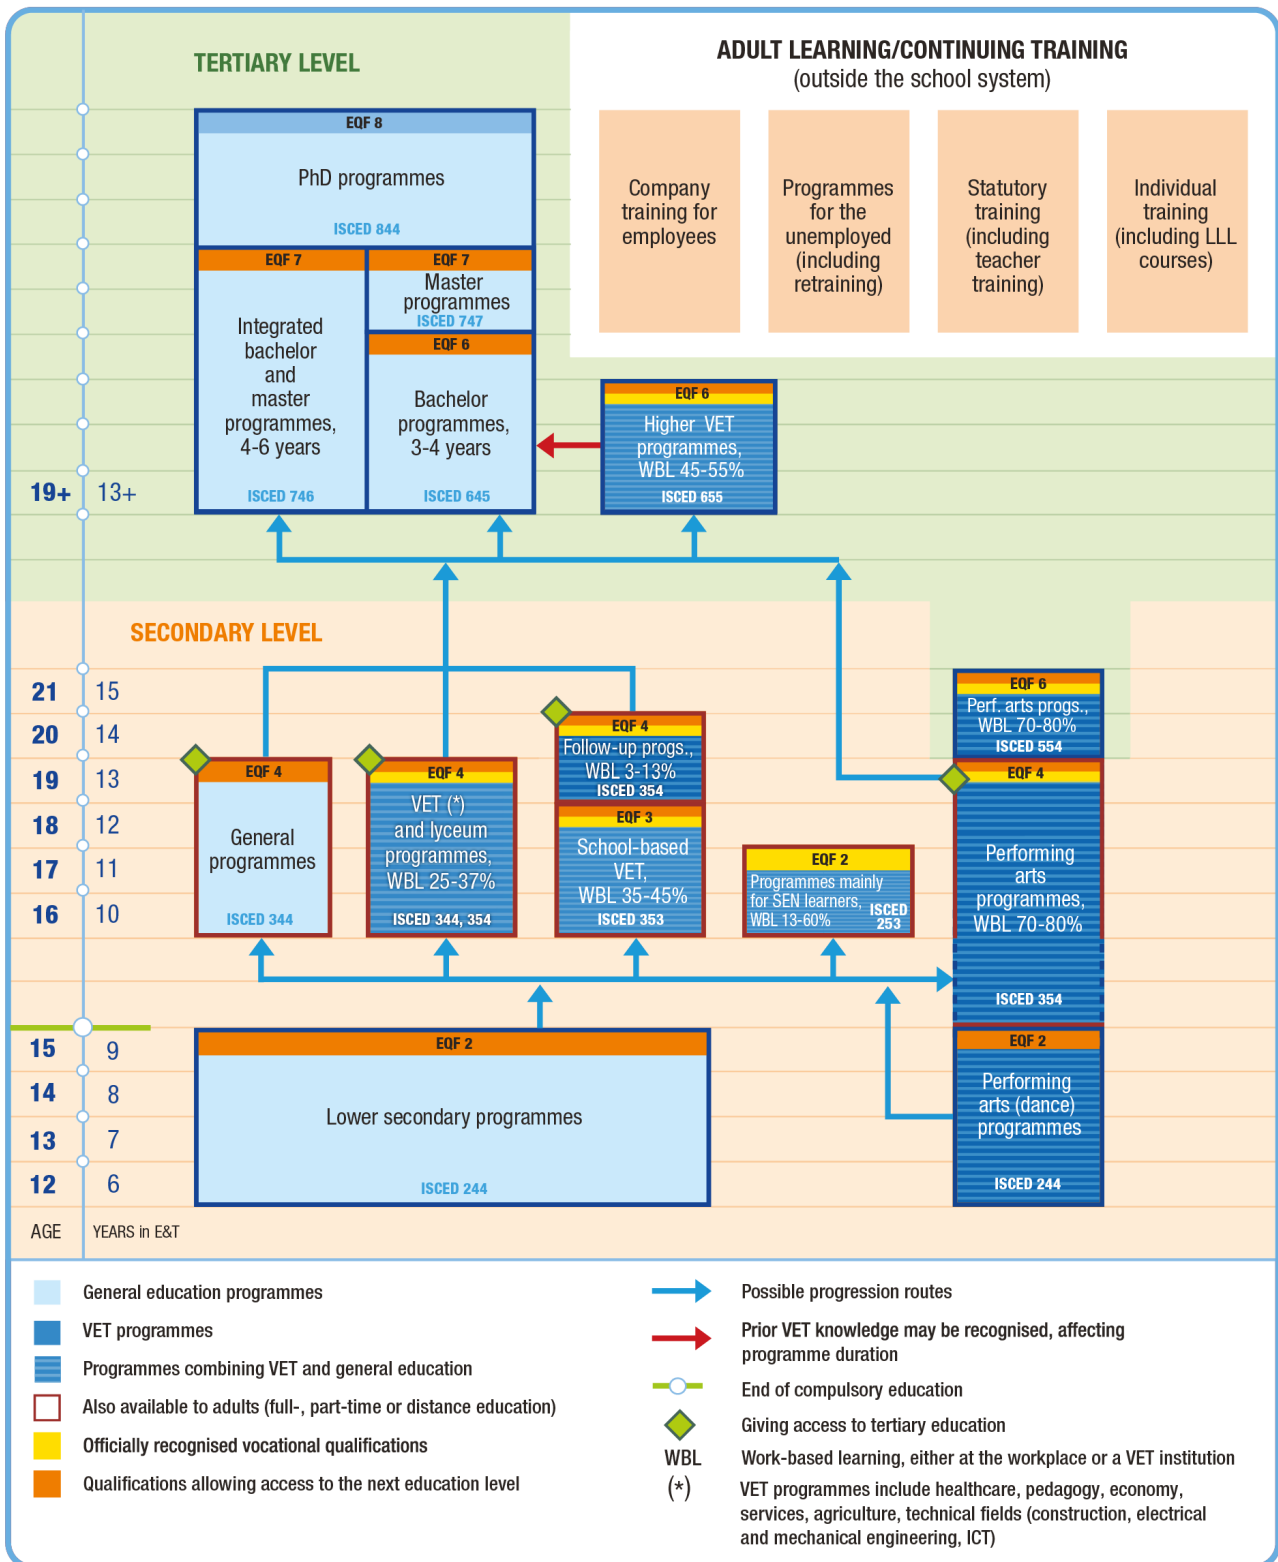 TERTIARY LEVEL
ADULT LEARNING/CONTINUING TRAINING
(outside the school system)
Company
training for
employees
Programmes
for the
unemployed
(including
retraining)
Statutory
training
(including
teacher
training)
Individual
training
(including LLL
courses)
EQF 8
PhD programmes
ISCED 844
EQF 7
Integrated
bachelor
and
master
programmes,
4-6 years
ISCED 746
EQF 7
Master
programmes
ISCED 747
EQF 6
Bachelor
programmes,
3-4 years
ISCED 645
EQF 6
Higher VET
programmes,
WBL 45-55%
ISCED 655
19+ 13+
SECONDARY LEVEL
21 15
20 14
19 13
18 12
17 11
16 10
EQF 4
General
programmes
ISCED 344
EQF 4
VET (*)
and lyceum
programmes,
WBL 25-37%
ISCED 344, 354
EQF 4
Follow-up progs.,
WBL 3-13%
ISCED 354
EQF 3
School-based
VET,
WBL 35-45%
ISCED 353
EQF 2
Programmes mainly
for SEN learners,
WBL 13-60%
ISCED
253
EQF 6
Perf. arts progs.,
WBL 70-80%
ISCED 554
EQF 4
Performing
arts
programmes,
WBL 70-80%
ISCED 354
EQF 2
Performing
arts (dance)
programmes
ISCED 244
15 9
14 8
13 7
12 6
EQF 2
Lower secondary programmes
ISCED 244
AGE YEARS in E&T
General education programmes
VET programmes
Programmes combining VET and general education
Also available to adults (full-, part-time or distance education)
Officially recognised vocational qualifications
Qualifications allowing access to the next education level
Possible progression routes
Prior VET knowledge may be recognised, affecting
programme duration
End of compulsory education
Giving access to tertiary education
WBL Work-based learning, either at the workplace or a VET institution
(*) VET programmes include healthcare, pedagogy, economy,
services, agriculture, technical fields (construction, electrical
and mechanical engineering, ICT)